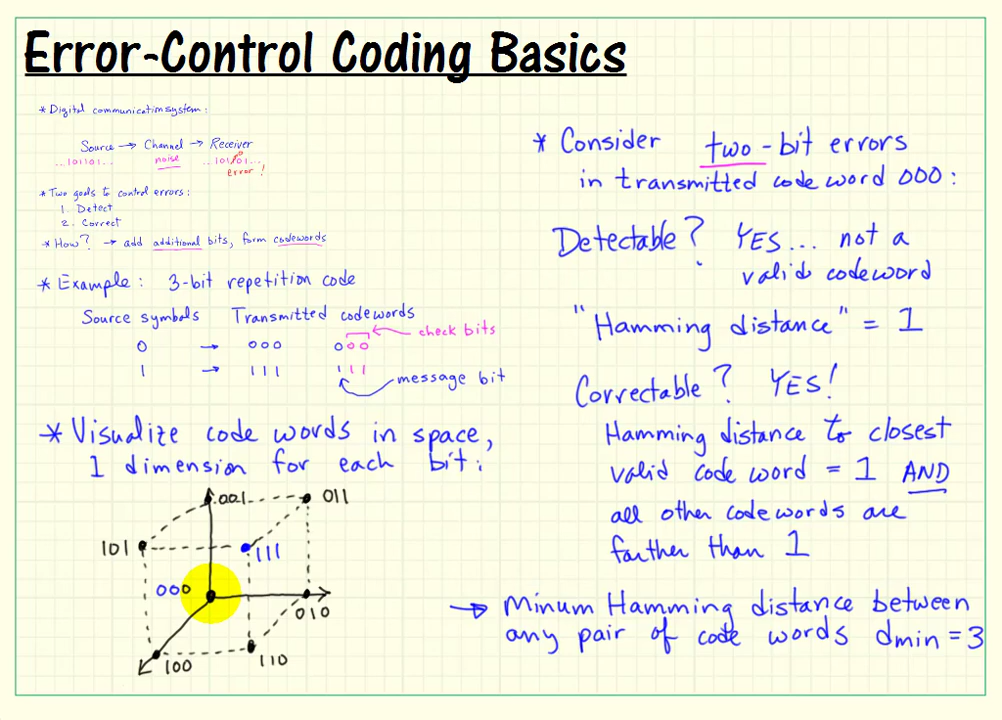 Error-Control Coding Basics
* Digital communication system:
Source → Channel → Receiver
...101101... noise ...101101...
error!
* Two goals to control errors:
1. Detect
2. Correct
* How? → add additional bits, form codewords
* Example: 3-bit repetition code
Source symbols Transmitted codewords
check bits
0 → 000 000
1 → 111 111
message bit
* Visualize code words in space,
1 dimension for each bit:
001 011
101 111
000
010
100 110
* Consider two-bit errors
in transmitted code word 000:
Detectable? YES... not a
valid codeword
"Hamming distance" = 1
Correctable? YES!
Hamming distance to closest
valid code word = 1 AND
all other codewords are
farther than 1
→ Minum Hamming distance between
any pair of code words dmin = 3